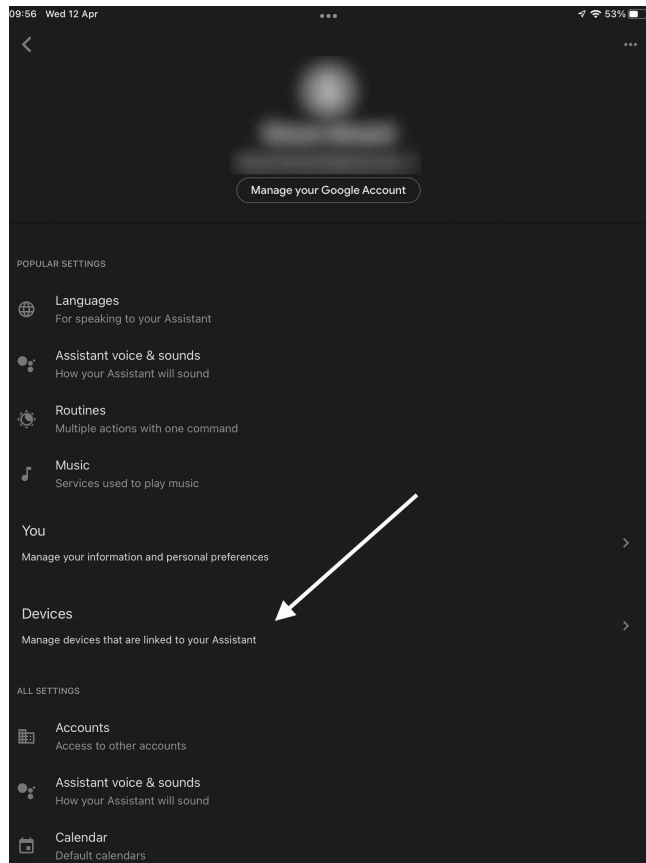 09:56 Wed 12 Apr
53%
Manage your Google Account
POPULAR SETTINGS
Languages
For speaking to your Assistant
Assistant voice & sounds
How your Assistant will sound
Routines
Multiple actions with one command
Music
Services used to play music
You
Manage your information and personal preferences
Devices
Manage devices that are linked to your Assistant
ALL SETTINGS
Accounts
Access to other accounts
Assistant voice & sounds
How your Assistant will sound
Calendar
Default calendars